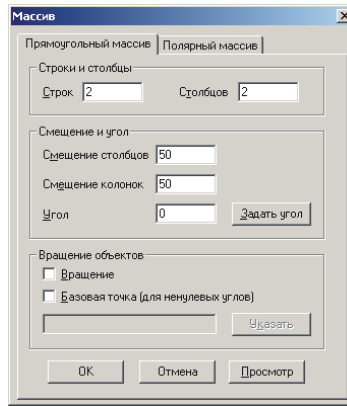 Массив
Прямоугольный массив Полярный массив
Строки и столбцы
Строк 2 Столбцов 2
Смещение и угол
Смещение столбцов 50
Смещение колонок 50
Угол 0 Задать угол
Вращение объектов
Вращение
Базовая точка (для ненулевых углов)
Указать
OK Отмена Просмотр